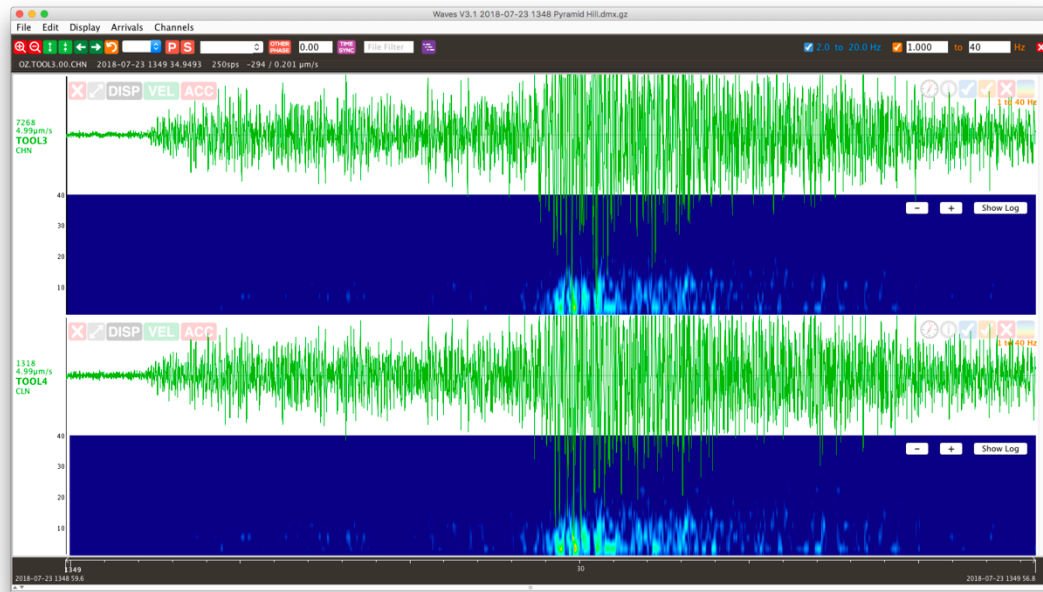 Waves V3.1 2018-07-23 1348 Pyramid Hill.dmx.gz
File Edit Display Arrivals Channels
P S OTHER PHASE 0.00 TIME SYNC File Filter 2.0 to 20.0 Hz 1.000 to 40 Hz
OZ.TOOL3.00.CHN 2018-07-23 1349 34.9493 250sps -294 / 0.201 µm/s
DISP VEL ACC
1 to 40 Hz
7268
4.99µm/s
TOOL3
CHN
40
- + Show Log
30
20
10
DISP VEL ACC
1 to 40 Hz
1318
4.99µm/s
TOOL4
CLN
40
- + Show Log
30
20
10
1349 30
2018-07-23 1348 59.6 2018-07-23 1349 56.8